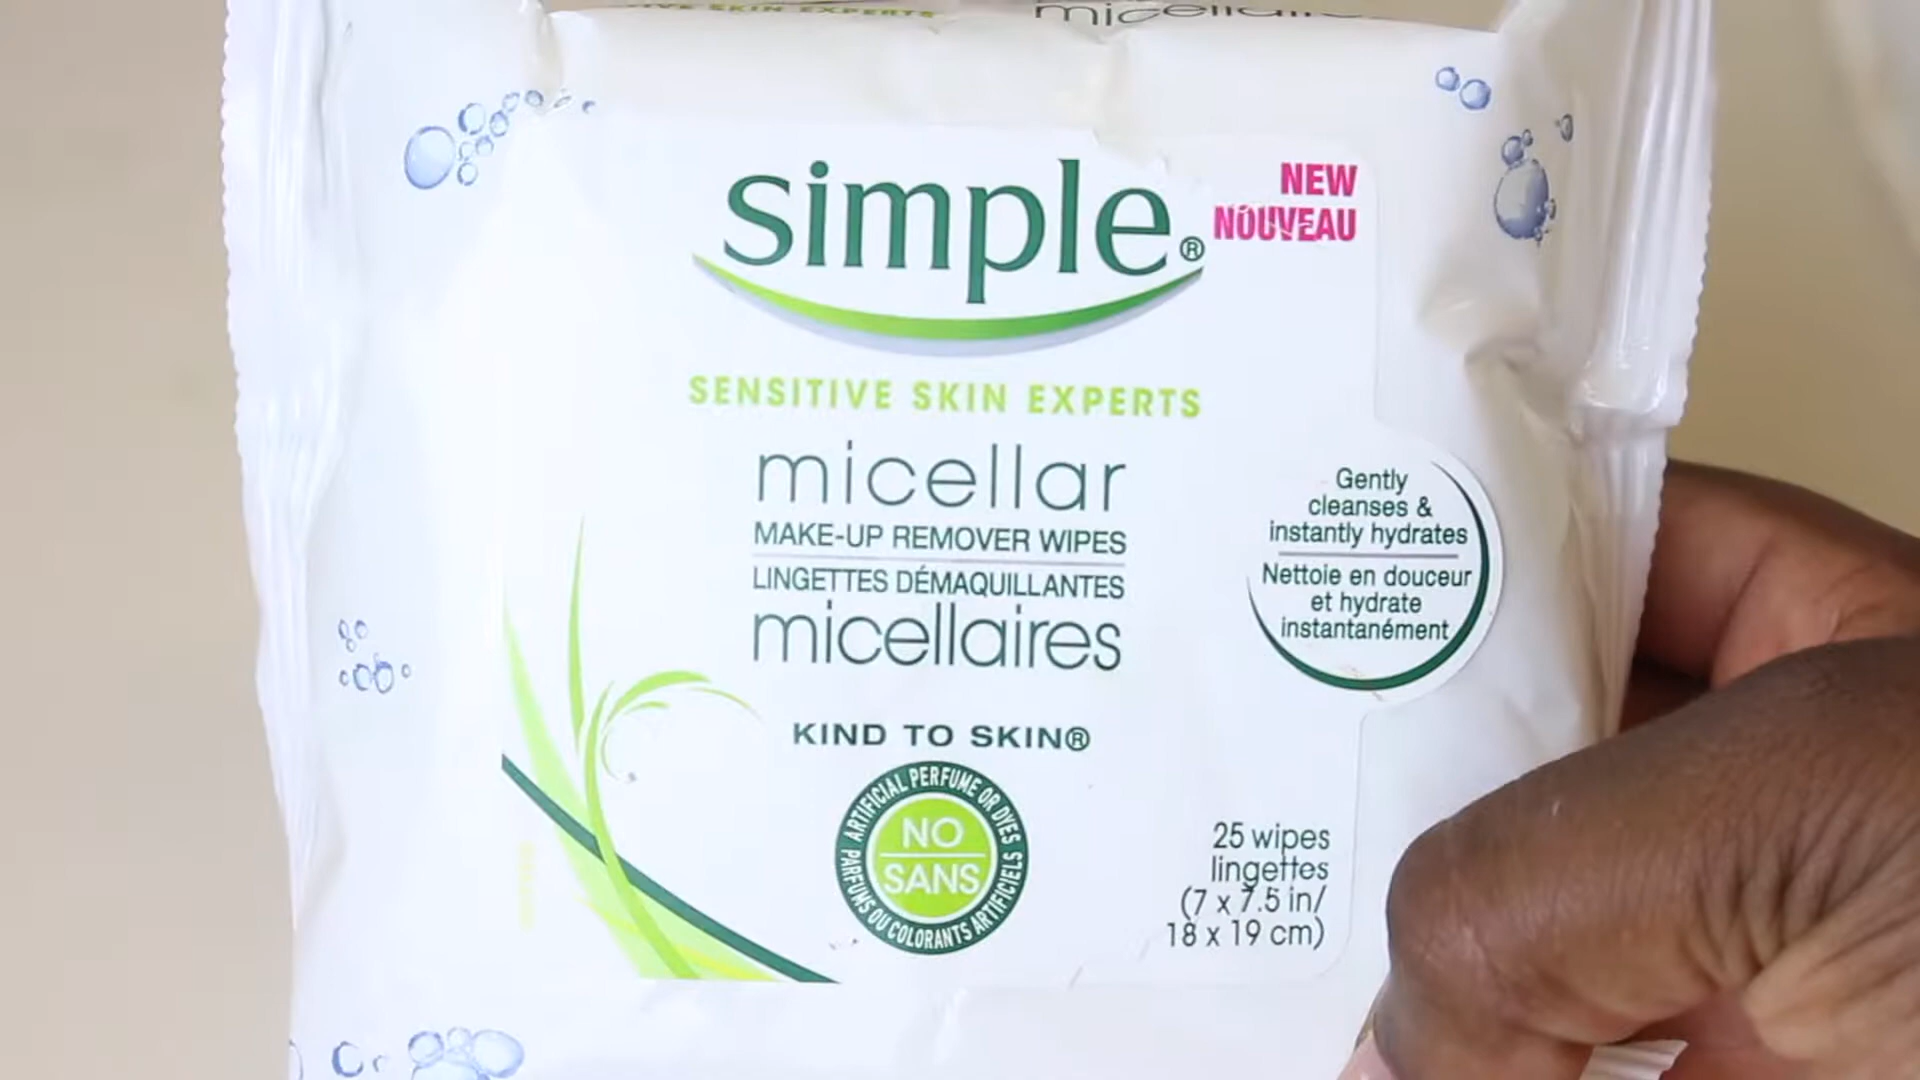 SKIN EXPERTS
simple®
NEW
NOUVEAU
SENSITIVE SKIN EXPERTS
micellar
MAKE-UP REMOVER WIPES
LINGETTES DÉMAQUILLANTES
micellaires
Gently
cleanses &
instantly hydrates
Nettoie en douceur
et hydrate
instantanément
KIND TO SKIN®
ARTIFICIAL PERFUME OR DYES
NO
SANS
PARFUMS OU COLORANTS ARTIFICIELS
25 wipes
lingettes
(7 x 7.5 in/
18 x 19 cm)